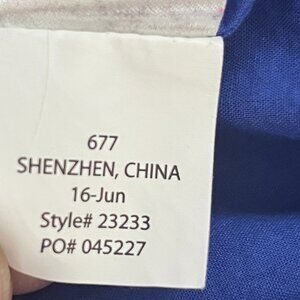 677
SHENZHEN, CHINA
16-Jun
Style# 23233
PO# 045227